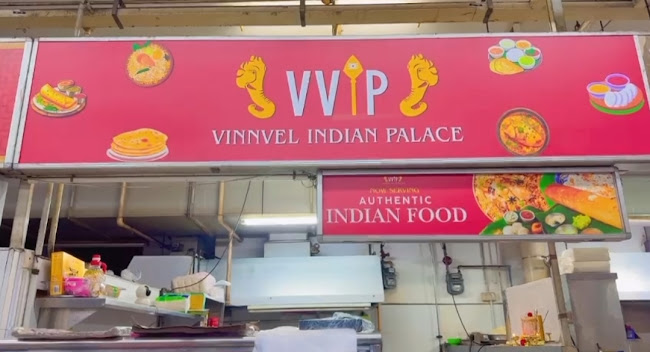 VVIP
VINNVEL INDIAN PALACE
NOW SERVING
AUTHENTIC
INDIAN FOOD